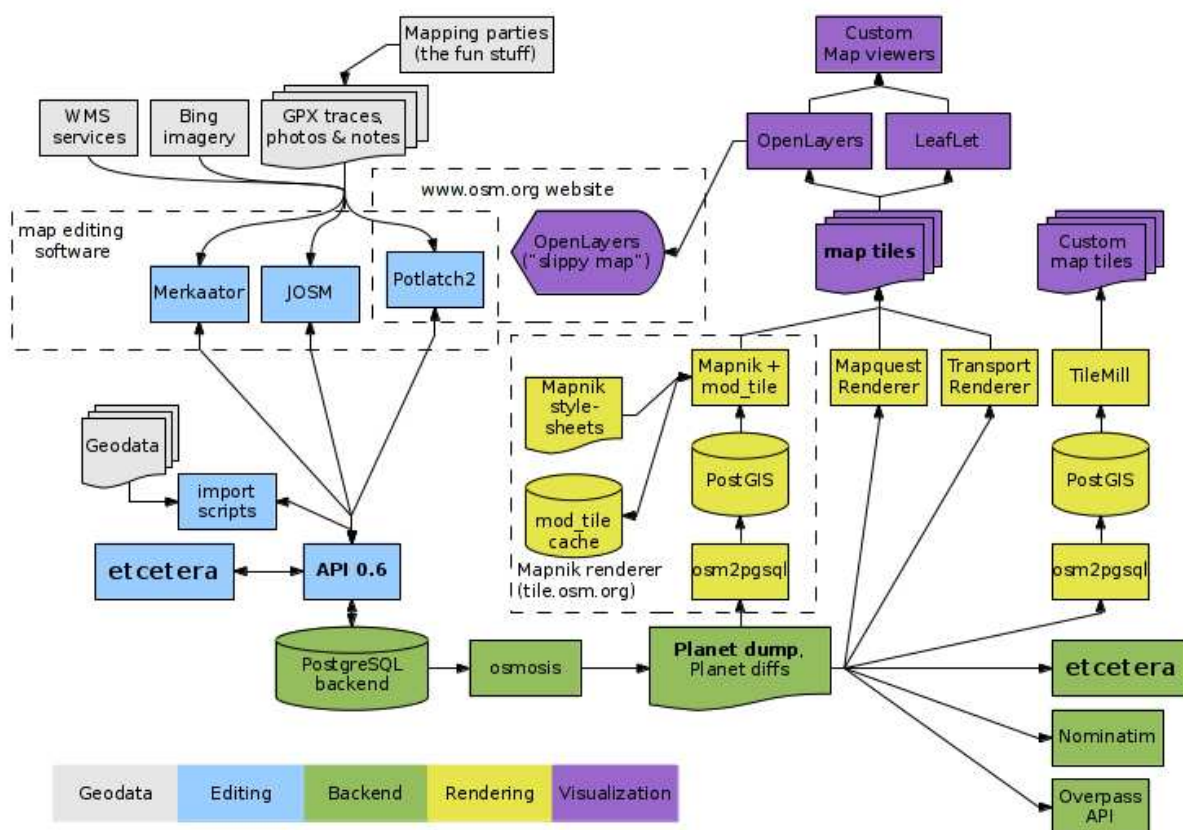 Mapping parties
(the fun stuff)
Custom
Map viewers
WMS
services
Bing
imagery
GPX traces,
photos & notes
OpenLayers
LeafLet
www.osm.org website
map editing
software
OpenLayers
("slippy map")
map tiles
Custom
map tiles
Merkaator
JOSM
Potlatch2
Mapnik
style-
sheets
Mapnik +
mod_tile
Mapquest
Renderer
Transport
Renderer
TileMill
Geodata
import
scripts
PostGIS
PostGIS
mod_tile
cache
Mapnik renderer
(tile.osm.org)
osm2pgsql
osm2pgsql
etcetera
API 0.6
PostgreSQL
backend
osmosis
Planet dump,
Planet diffs
etcetera
Nominatim
Overpass
API
Geodata
Editing
Backend
Rendering
Visualization